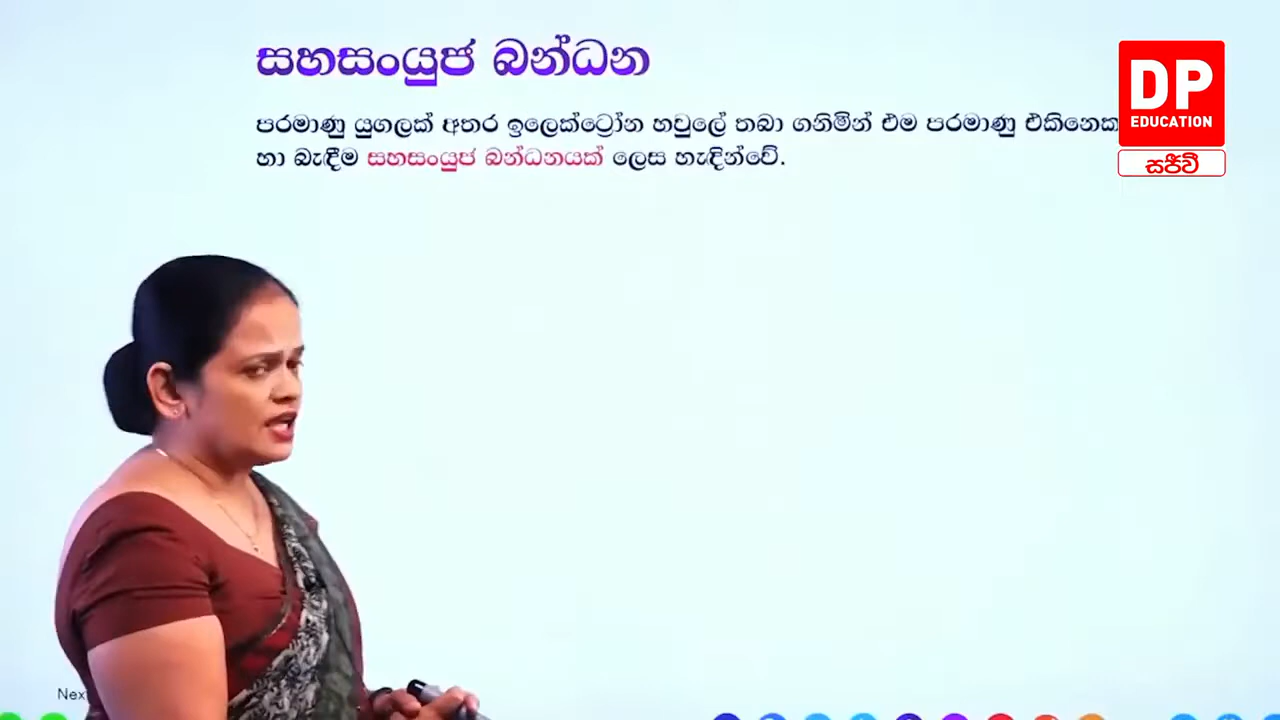 සහසංයුජ බන්ධන
පරමාණු යුගලක් අතර ඉලෙක්ට්‍රෝන හවුලේ තබා ගනිමින් එම පරමාණු එකිනෙක
හා බැඳීම සහසංයුජ බන්ධනයක් ලෙස හැඳින්වේ.
DP
EDUCATION
සජීවී
Next